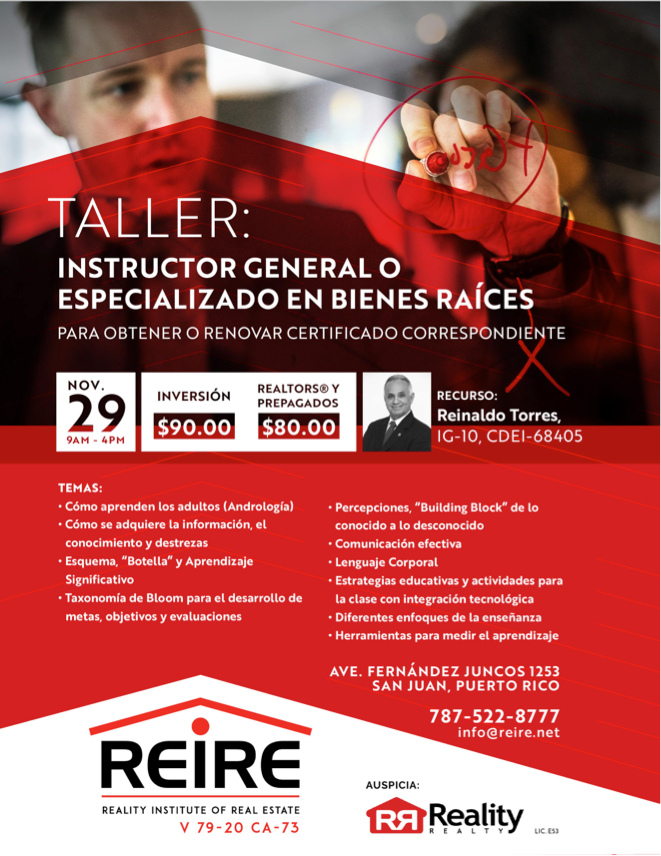 TALLER:
INSTRUCTOR GENERAL O
ESPECIALIZADO EN BIENES RAÍCES
PARA OBTENER O RENOVAR CERTIFICADO CORRESPONDIENTE
NOV.
29
9AM - 4PM
INVERSIÓN
$90.00
REALTORS® Y
PREPAGADOS
$80.00
RECURSO:
Reinaldo Torres,
IG-10, CDEI-68405
TEMAS:
• Cómo aprenden los adultos (Andrología)
• Cómo se adquiere la información, el
conocimiento y destrezas
• Esquema, “Botella” y Aprendizaje
Significativo
• Taxonomía de Bloom para el desarrollo de
metas, objetivos y evaluaciones
• Percepciones, “Building Block” de lo
conocido a lo desconocido
• Comunicación efectiva
• Lenguaje Corporal
• Estrategias educativas y actividades para
la clase con integración tecnológica
• Diferentes enfoques de la enseñanza
• Herramientas para medir el aprendizaje
AVE. FERNÁNDEZ JUNCOS 1253
SAN JUAN, PUERTO RICO
787-522-8777
info@reire.net
REIRE
REALITY INSTITUTE OF REAL ESTATE
V 79-20 CA-73
AUSPICIA:
RR Reality
REALTY
LIC. E53